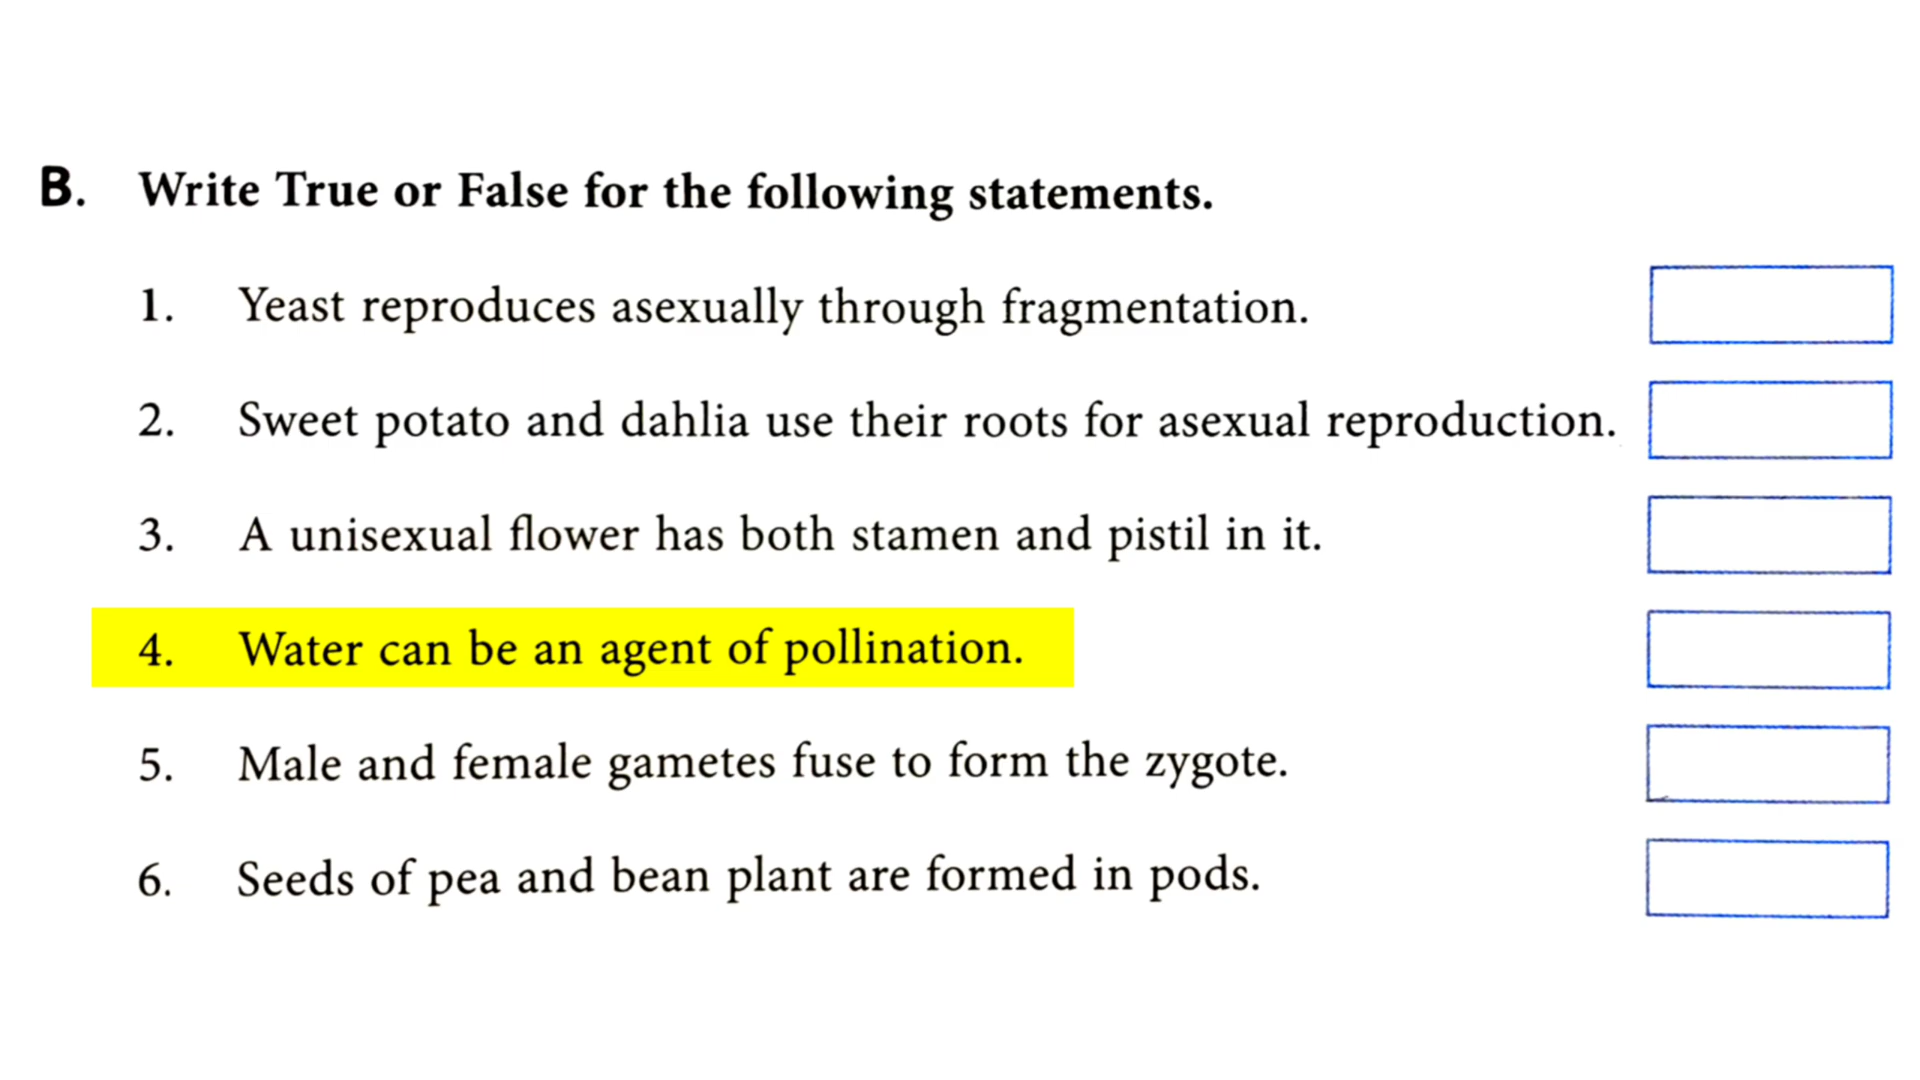 B. Write True or False for the following statements.
1. Yeast reproduces asexually through fragmentation.
2. Sweet potato and dahlia use their roots for asexual reproduction.
3. A unisexual flower has both stamen and pistil in it.
4. Water can be an agent of pollination.
5. Male and female gametes fuse to form the zygote.
6. Seeds of pea and bean plant are formed in pods.